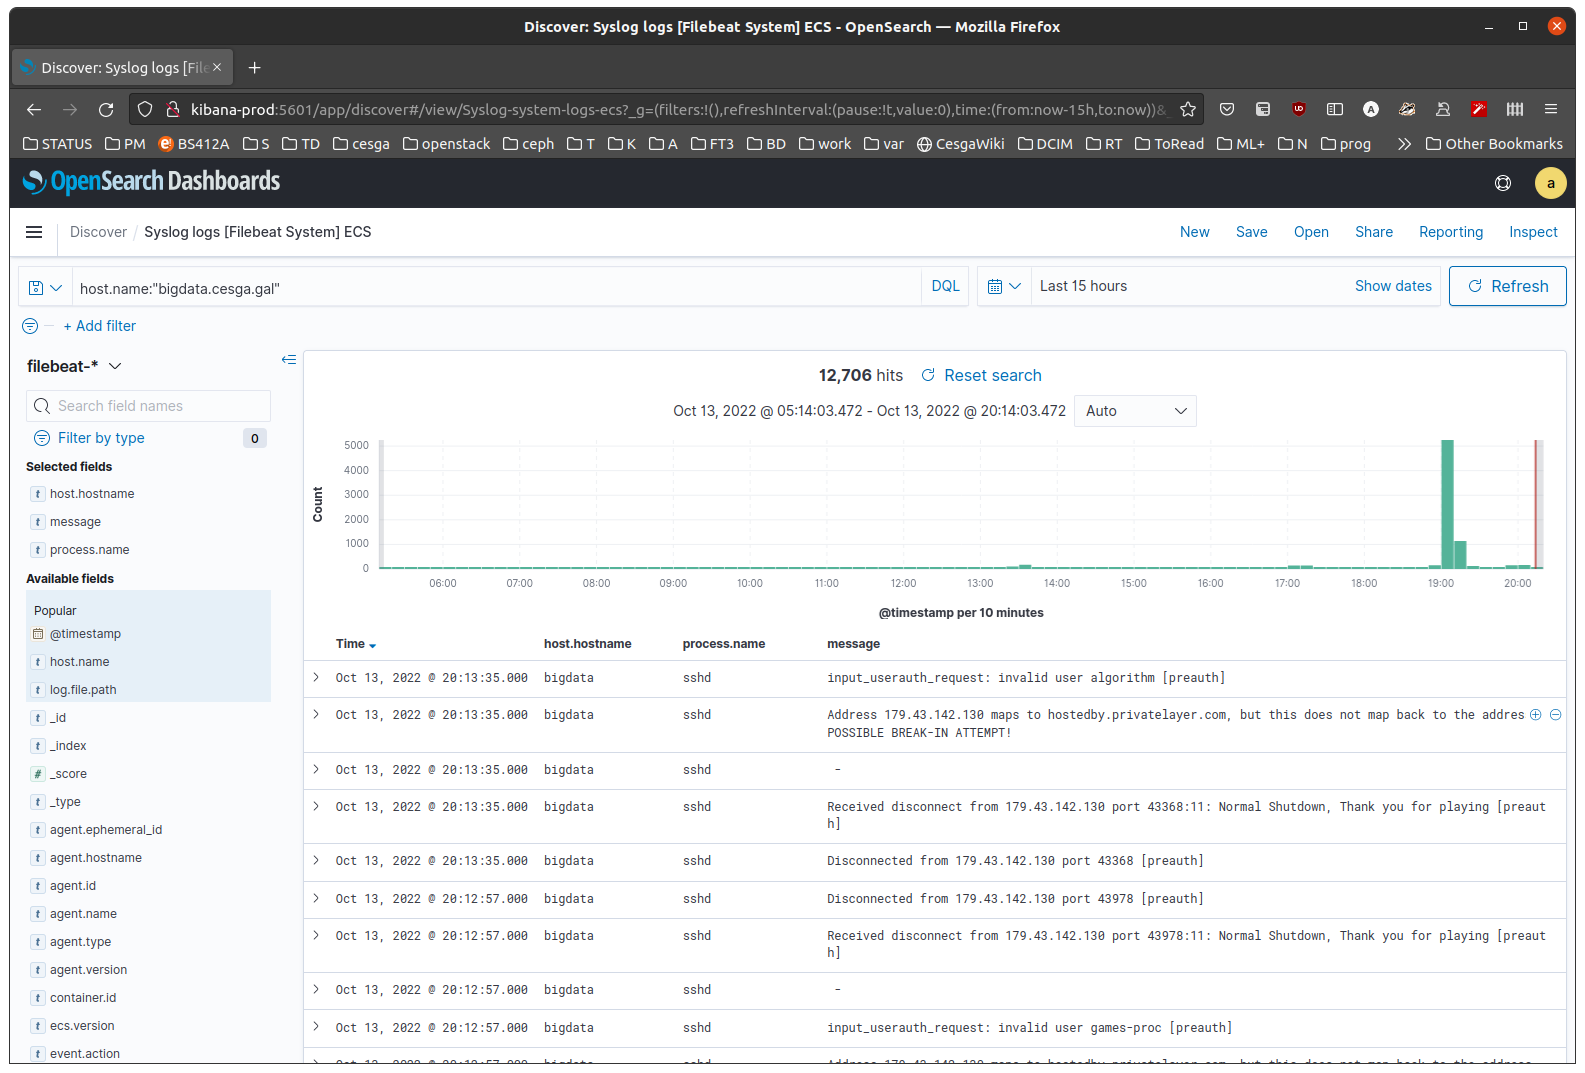 Discover: Syslog logs [Filebeat System] ECS - OpenSearch — Mozilla Firefox
Discover: Syslog logs [File
kibana-prod:5601/app/discover#/view/Syslog-system-logs-ecs?_g=(filters:!(),refreshInterval:(pause:!t,value:0),time:(from:now-15h,to:now))&_
STATUS PM BS412A S TD cesga openstack ceph T K A FT3 BD work var CesgaWiki DCIM RT ToRead ML+ N prog Other Bookmarks
OpenSearch Dashboards
a
Discover / Syslog logs [Filebeat System] ECS
New Save Open Share Reporting Inspect
host.name:"bigdata.cesga.gal"
DQL
Last 15 hours
Show dates
Refresh
+ Add filter
filebeat-*
Search field names
Filter by type 0
Selected fields
t host.hostname
t message
t process.name
Available fields
Popular
@timestamp
t host.name
t log.file.path
t _id
t _index
# _score
t _type
t agent.ephemeral_id
t agent.hostname
t agent.id
t agent.name
t agent.type
t agent.version
t container.id
t ecs.version
t event.action
12,706 hits Reset search
Oct 13, 2022 @ 05:14:03.472 - Oct 13, 2022 @ 20:14:03.472 Auto
Count
5000
4000
3000
2000
1000
0
06:00 07:00 08:00 09:00 10:00 11:00 12:00 13:00 14:00 15:00 16:00 17:00 18:00 19:00 20:00
@timestamp per 10 minutes
Time host.hostname process.name message
Oct 13, 2022 @ 20:13:35.000 bigdata sshd input_userauth_request: invalid user algorithm [preauth]
Oct 13, 2022 @ 20:13:35.000 bigdata sshd Address 179.43.142.130 maps to hostedby.privatelayer.com, but this does not map back to the addres
POSSIBLE BREAK-IN ATTEMPT!
Oct 13, 2022 @ 20:13:35.000 bigdata sshd -
Oct 13, 2022 @ 20:13:35.000 bigdata sshd Received disconnect from 179.43.142.130 port 43368:11: Normal Shutdown, Thank you for playing [preaut
h]
Oct 13, 2022 @ 20:13:35.000 bigdata sshd Disconnected from 179.43.142.130 port 43368 [preauth]
Oct 13, 2022 @ 20:12:57.000 bigdata sshd Disconnected from 179.43.142.130 port 43978 [preauth]
Oct 13, 2022 @ 20:12:57.000 bigdata sshd Received disconnect from 179.43.142.130 port 43978:11: Normal Shutdown, Thank you for playing [preaut
h]
Oct 13, 2022 @ 20:12:57.000 bigdata sshd -
Oct 13, 2022 @ 20:12:57.000 bigdata sshd input_userauth_request: invalid user games-proc [preauth]